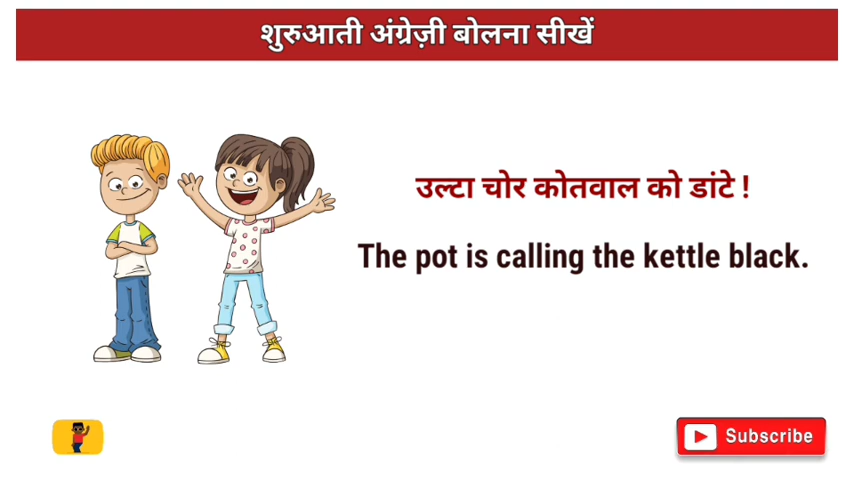 शुरुआती अंग्रेज़ी बोलना सीखें
उल्टा चोर कोतवाल को डांटे !
The pot is calling the kettle black.
Subscribe